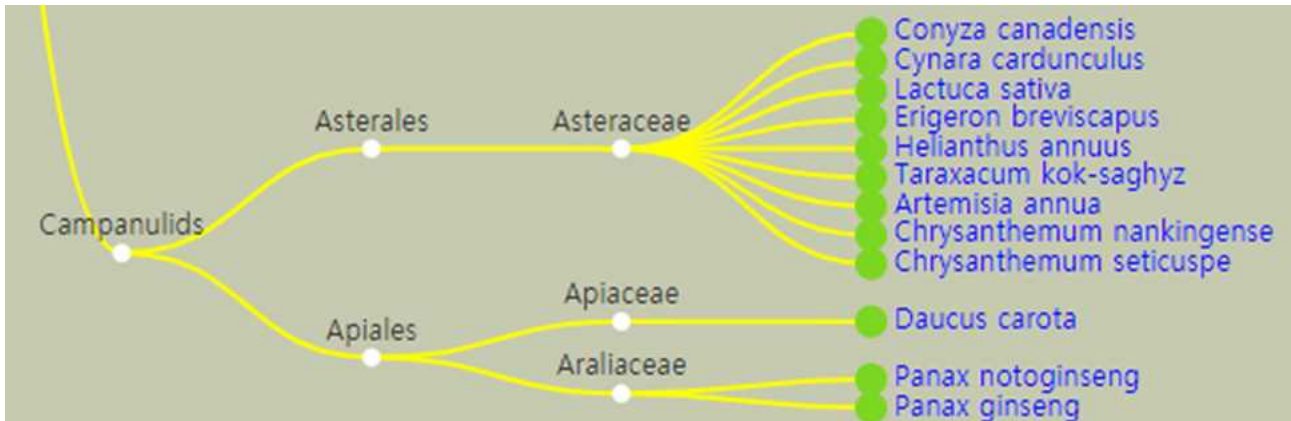 Conyza canadensis
Cynara cardunculus
Lactuca sativa
Erigeron breviscapus
Asterales
Asteraceae
Helianthus annuus
Taraxacum kok-saghyz
Artemisia annua
Campanulids
Chrysanthemum nankingense
Chrysanthemum seticuspe
Apiaceae
Daucus carota
Apiales
Araliaceae
Panax notoginseng
Panax ginseng